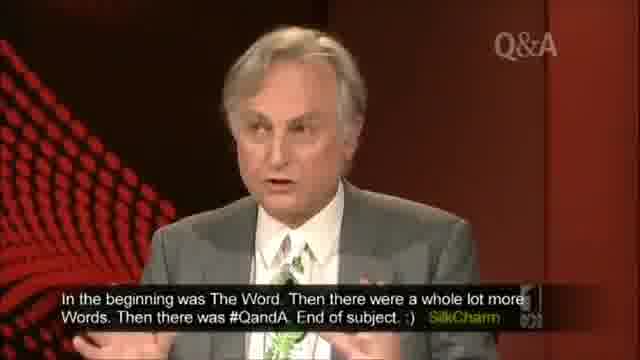 Q&A
In the beginning was The Word. Then there were a whole lot more
Words. Then there was #QandA. End of subject. :) SilkCharm